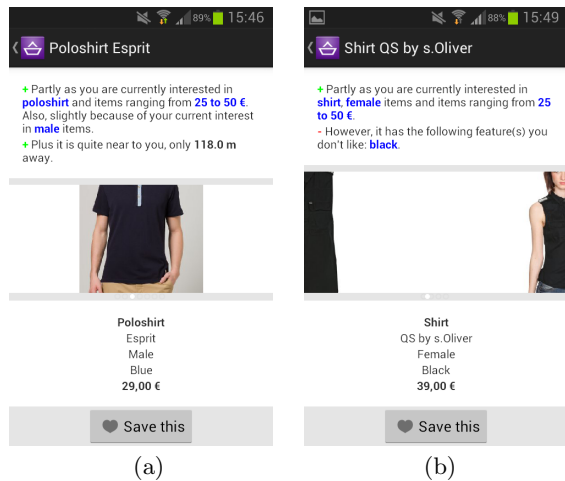 89% 15:46
Poloshirt Esprit
+ Partly as you are currently interested in
poloshirt and items ranging from 25 to 50 €.
Also, slightly because of your current interest
in male items.
+ Plus it is quite near to you, only 118.0 m
away.
Poloshirt
Esprit
Male
Blue
29,00 €
Save this
(a)
88% 15:49
Shirt QS by s.Oliver
+ Partly as you are currently interested in
shirt, female items and items ranging from 25
to 50 €.
- However, it has the following feature(s) you
don't like: black.
Shirt
QS by s.Oliver
Female
Black
39,00 €
Save this
(b)